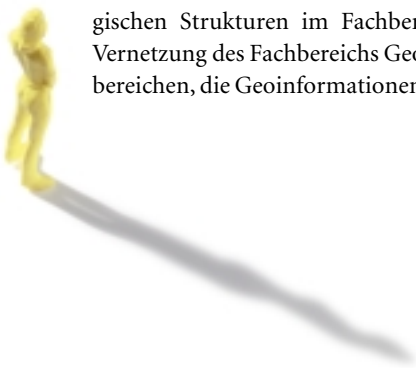 gischen Strukturen im Fachber
Vernetzung des Fachbereichs Geo
bereichen, die Geoinformationen